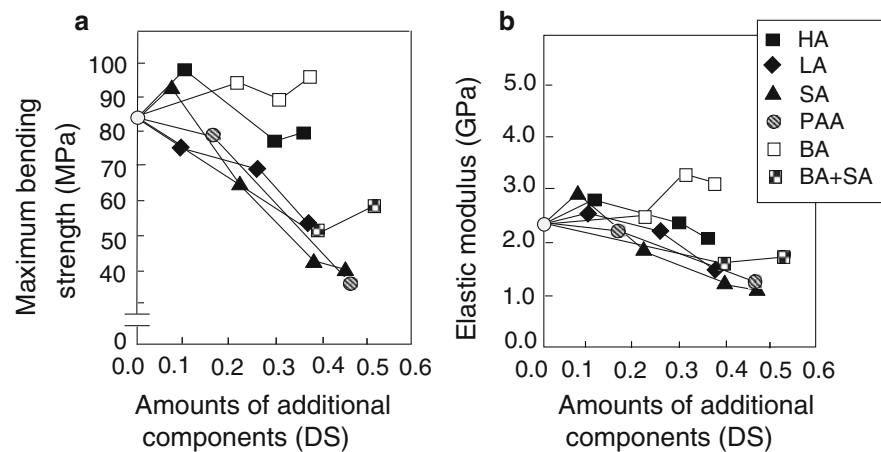 a
Maximum bending
strength (MPa)
100
90
80
70
60
50
40
0
0.0
0.1
0.2
0.3
0.4
0.5
0.6
Amounts of additional
components (DS)
b
Elastic modulus (GPa)
5.0
4.0
3.0
2.0
1.0
0.0
0.0
0.1
0.2
0.3
0.4
0.5
0.6
Amounts of additional
components (DS)
HA
LA
SA
PAA
BA
BA+SA